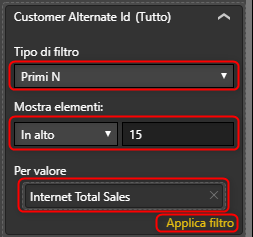 Customer Alternate Id (Tutto)
Tipo di filtro
Primi N
Mostra elementi:
In alto 15
Per valore
Internet Total Sales
Applica filtro